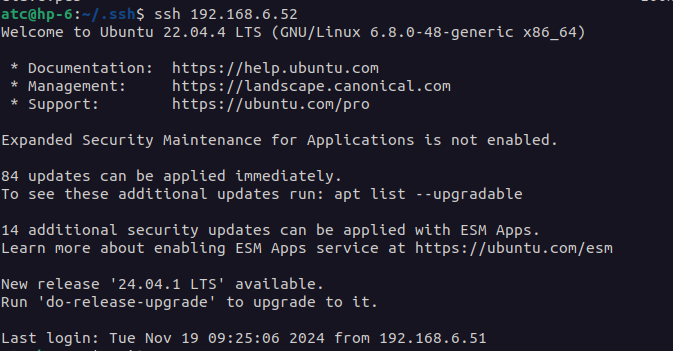 atc@hp-6:~/.ssh$ ssh 192.168.6.52
Welcome to Ubuntu 22.04.4 LTS (GNU/Linux 6.8.0-48-generic x86_64)
* Documentation:  https://help.ubuntu.com
* Management:     https://landscape.canonical.com
* Support:        https://ubuntu.com/pro
Expanded Security Maintenance for Applications is not enabled.
84 updates can be applied immediately.
To see these additional updates run: apt list --upgradable
14 additional security updates can be applied with ESM Apps.
Learn more about enabling ESM Apps service at https://ubuntu.com/esm
New release '24.04.1 LTS' available.
Run 'do-release-upgrade' to upgrade to it.
Last login: Tue Nov 19 09:25:06 2024 from 192.168.6.51